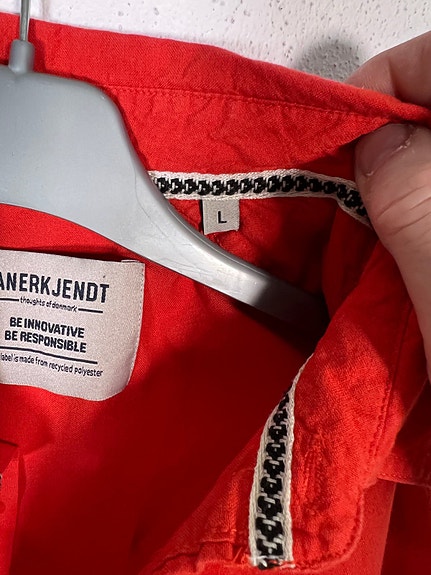 L
ANERKJENDT
thoughts of denmark
BE INNOVATIVE
BE RESPONSIBLE
label is made from recycled polyester